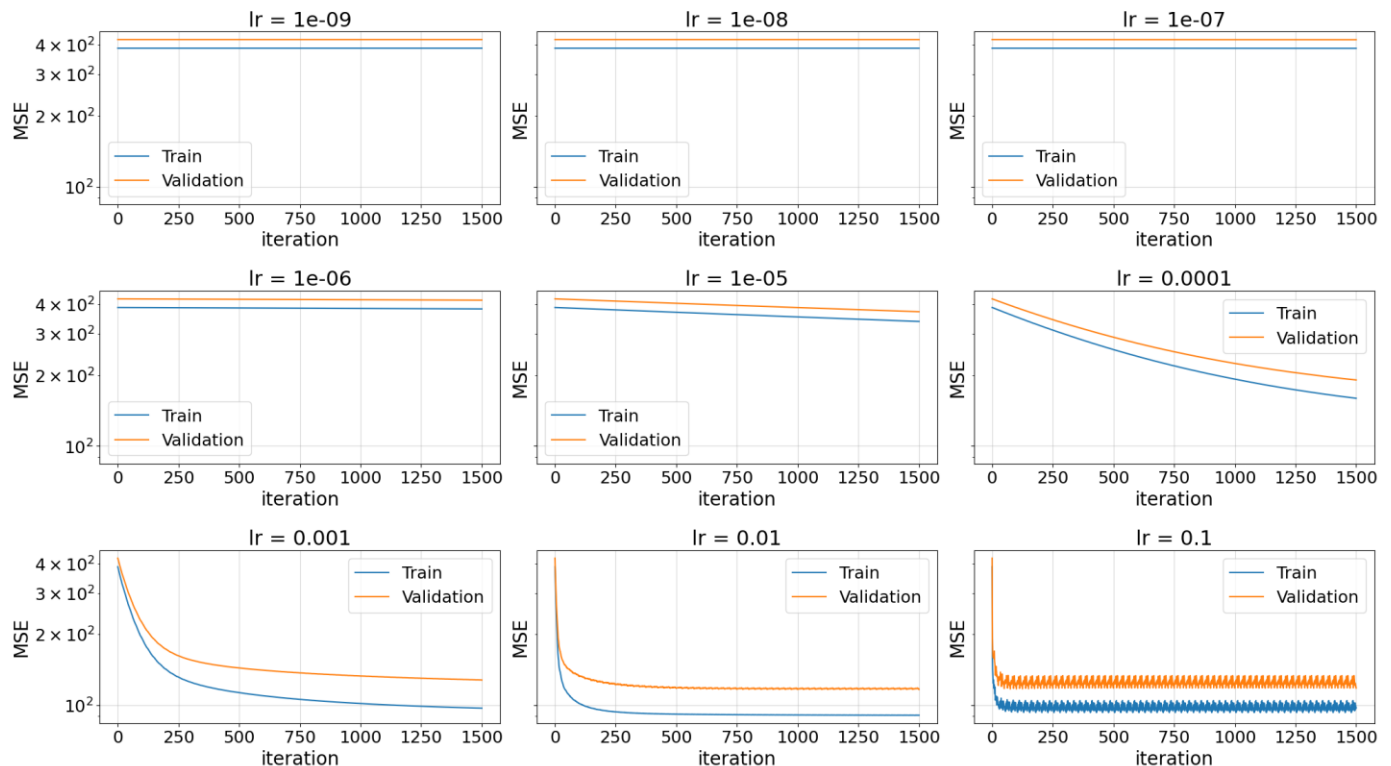 lr = 1e-09
4 × 10²
3 × 10²
2 × 10²
10²
MSE
Train
Validation
0 250 500 750 1000 1250 1500
iteration
lr = 1e-08
MSE
Train
Validation
0 250 500 750 1000 1250 1500
iteration
lr = 1e-07
MSE
Train
Validation
0 250 500 750 1000 1250 1500
iteration
lr = 1e-06
4 × 10²
3 × 10²
2 × 10²
10²
MSE
Train
Validation
0 250 500 750 1000 1250 1500
iteration
lr = 1e-05
MSE
Train
Validation
0 250 500 750 1000 1250 1500
iteration
lr = 0.0001
MSE
Train
Validation
0 250 500 750 1000 1250 1500
iteration
lr = 0.001
4 × 10²
3 × 10²
2 × 10²
10²
MSE
Train
Validation
0 250 500 750 1000 1250 1500
iteration
lr = 0.01
MSE
Train
Validation
0 250 500 750 1000 1250 1500
iteration
lr = 0.1
MSE
Train
Validation
0 250 500 750 1000 1250 1500
iteration